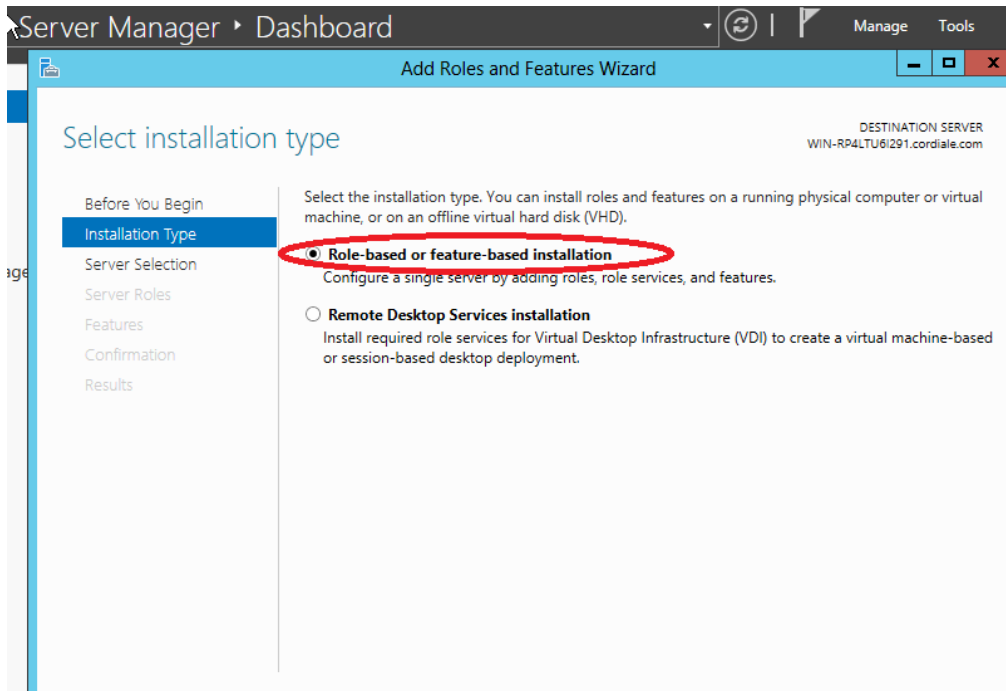 Server Manager ‣ Dashboard
Manage
Tools
Add Roles and Features Wizard
Select installation type
DESTINATION SERVER
WIN-RP4LTU6I291.cordiale.com
Before You Begin
Installation Type
Server Selection
Server Roles
Features
Confirmation
Results
Select the installation type. You can install roles and features on a running physical computer or virtual
machine, or on an offline virtual hard disk (VHD).
Role-based or feature-based installation
Configure a single server by adding roles, role services, and features.
Remote Desktop Services installation
Install required role services for Virtual Desktop Infrastructure (VDI) to create a virtual machine-based
or session-based desktop deployment.